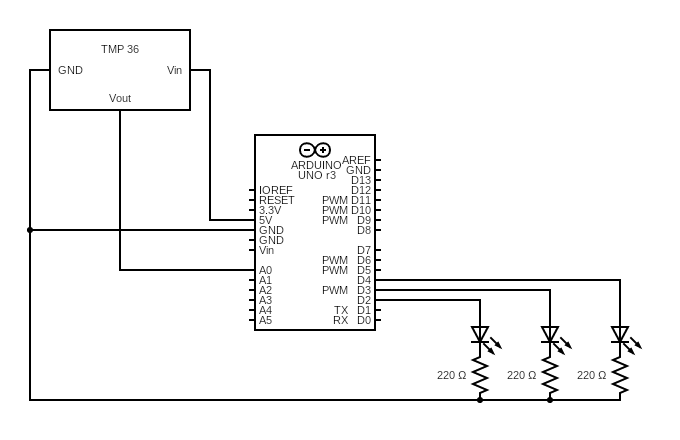 TMP 36
GND Vin
Vout
ARDUINO
UNO r3
AREF
GND
D13
IOREF D12
RESET PWM D11
3.3V PWM D10
5V PWM D9
GND D8
GND
Vin D7
PWM D6
A0 PWM D5
A1 D4
A2 PWM D3
A3 D2
A4 TX D1
A5 RX D0
220 Ω 220 Ω 220 Ω